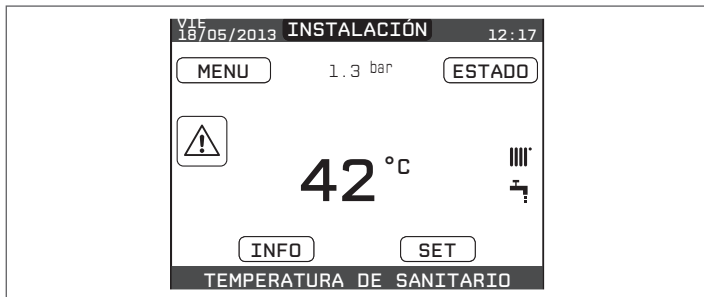 VIE
18/05/2013 INSTALACIÓN 12:17
MENU 1.3 bar ESTADO
42 °C
INFO SET
TEMPERATURA DE SANITARIO